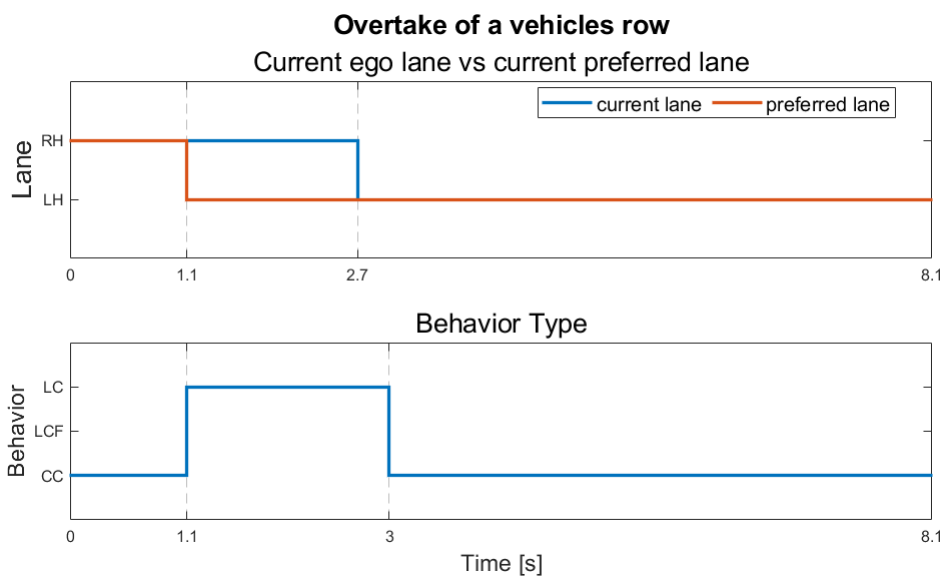 Overtake of a vehicles row
Current ego lane vs current preferred lane
current lane preferred lane
Lane
RH
LH
0 1.1 2.7 8.1
Behavior Type
Behavior
LC
LCF
CC
0 1.1 3 8.1
Time [s]